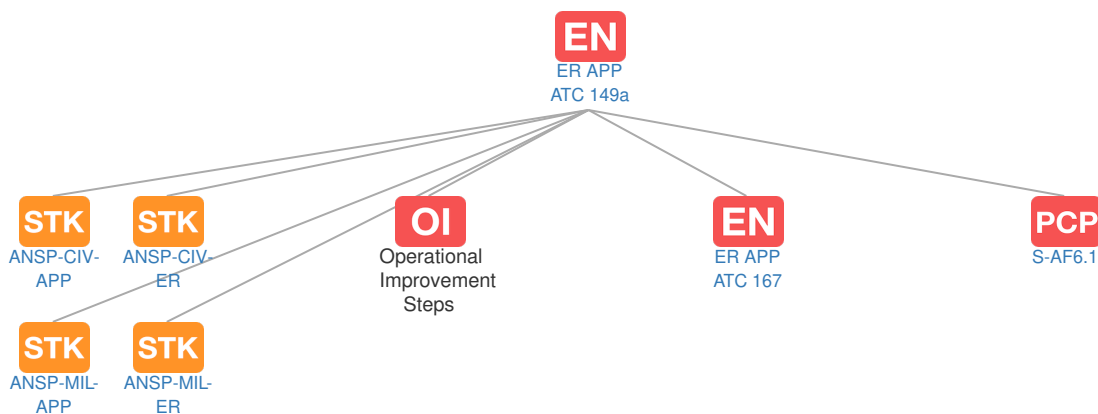 EN
ER APP
ATC 149a
STK
ANSP-CIV-
APP
STK
ANSP-CIV-
ER
OI
Operational
Improvement
Steps
EN
ER APP
ATC 167
PCP
S-AF6.1
STK
ANSP-MIL-
APP
STK
ANSP-MIL-
ER